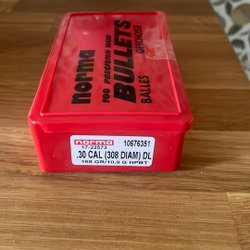 norma
100 PRECISION MADE
BULLETS
GESCHOSSE
BALLES
norma
10676351
17-22573
.30 CAL (308 DIAM) DL
168 GR/10,9 G HPBT